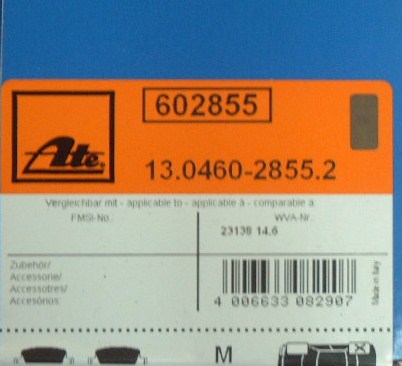 602855
Ate
13.0460-2855.2
Vergleichbar mit - applicable to - applicable à - comparable a:
FMSI-No.
WVA-Nr.
23138 14,6
Zubehör/
Accessorie/
Accessoires/
Accesòrios
4 006633 082907
Made in Italy
M